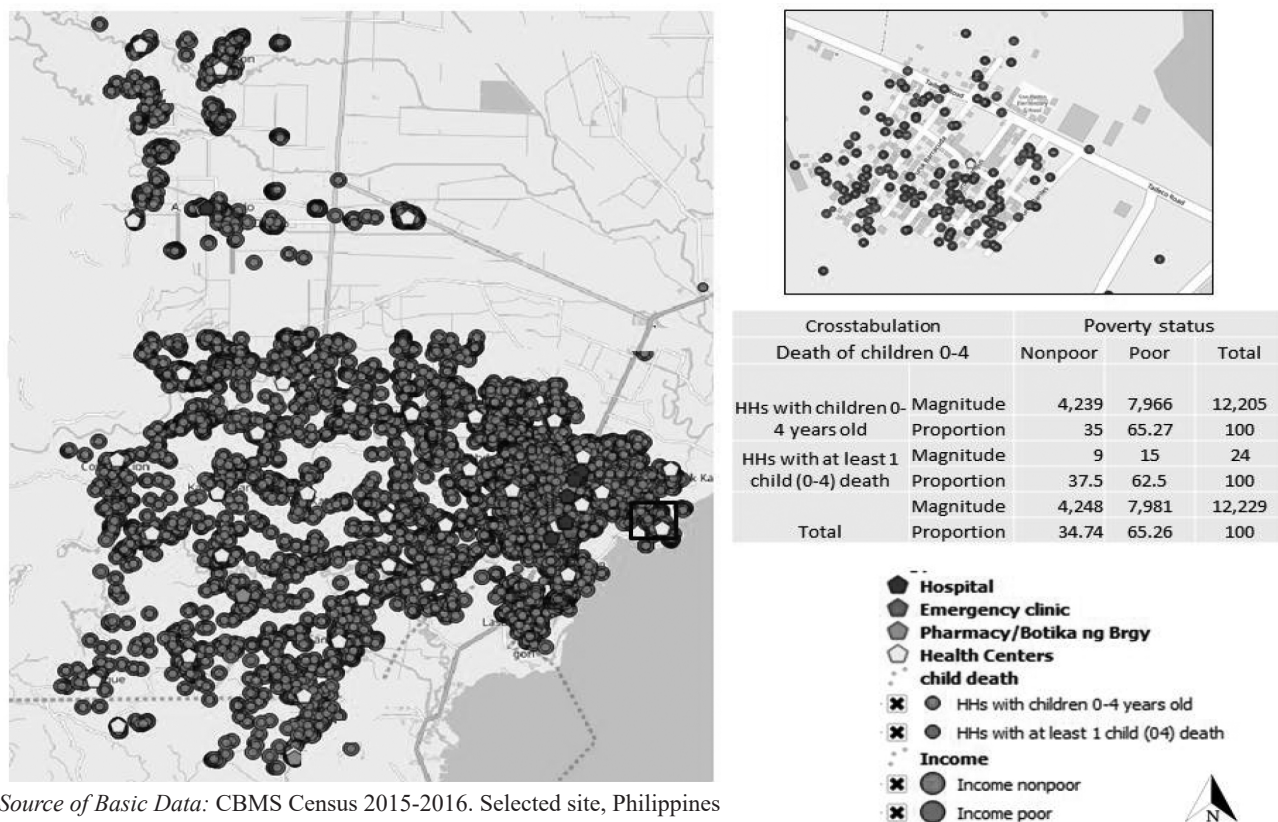 Tadeco Road
Tadeco Road
Crosstabulation Poverty status
Death of children 0-4 Nonpoor Poor Total
HHs with children 0-4 years old Magnitude 4,239 7,966 12,205
Proportion 35 65.27 100
HHs with at least 1 child (0-4) death Magnitude 9 15 24
Proportion 37.5 62.5 100
Total Magnitude 4,248 7,981 12,229
Proportion 34.74 65.26 100
Hospital
Emergency clinic
Pharmacy/Botika ng Brgy
Health Centers
child death
HHs with children 0-4 years old
HHs with at least 1 child (04) death
Income
Income nonpoor
Income poor
N
Source of Basic Data: CBMS Census 2015-2016. Selected site, Philippines